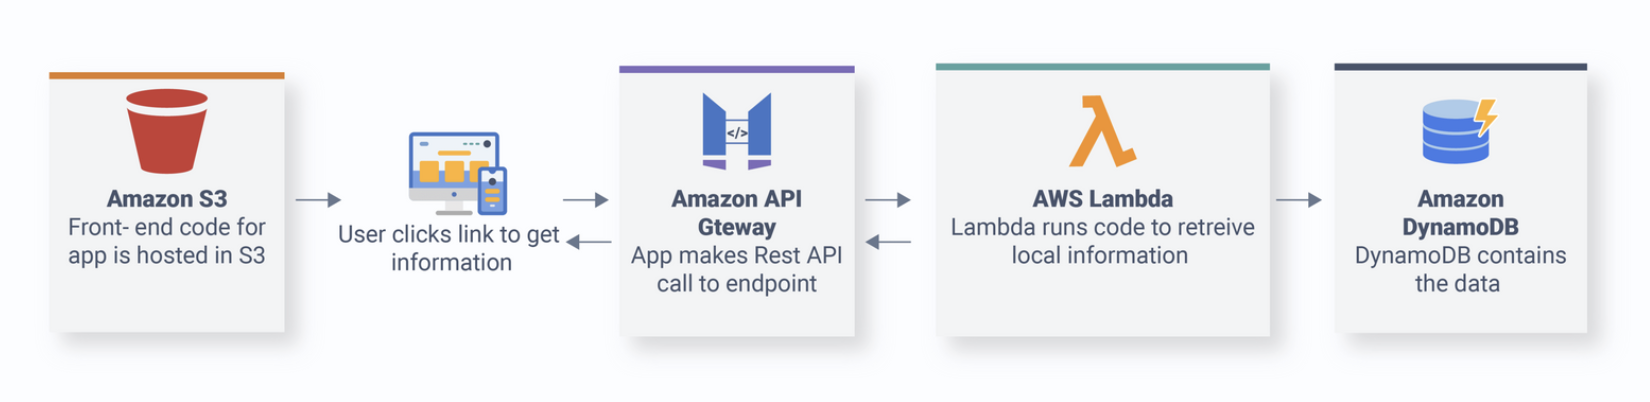 Amazon S3
Front- end code for
app is hosted in S3
User clicks link to get
information
</>
Amazon API
Gteway
App makes Rest API
call to endpoint
AWS Lambda
Lambda runs code to retreive
local information
Amazon
DynamoDB
DynamoDB contains
the data